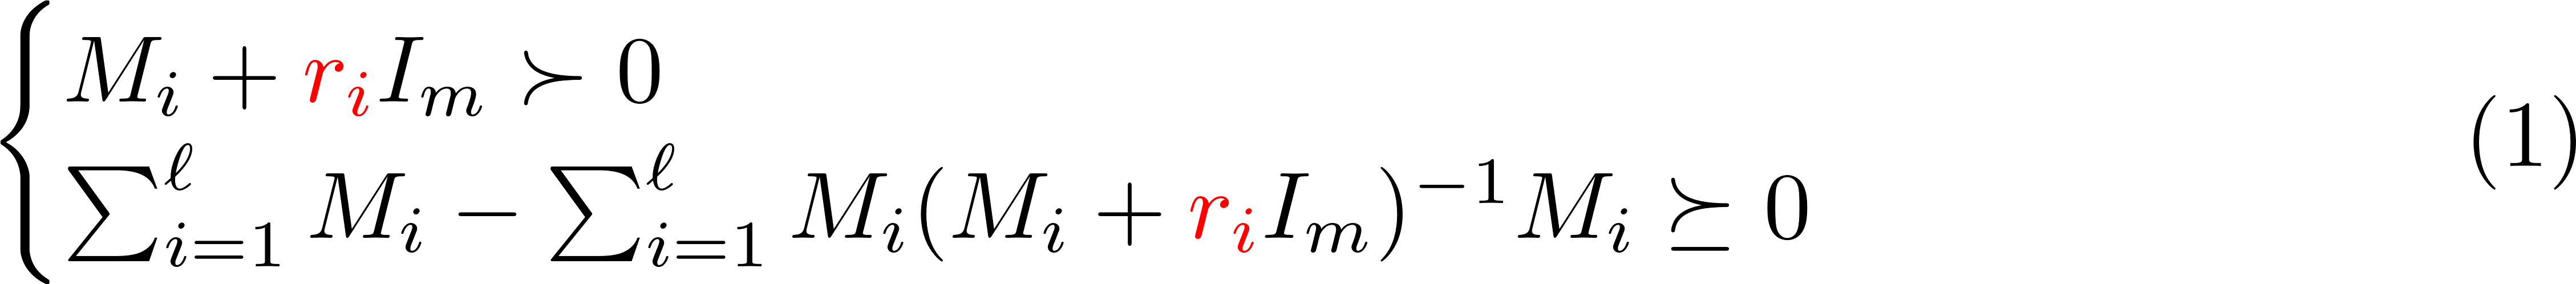 M_i + r_i I_m ≻ 0
∑_{i=1}^ℓ M_i − ∑_{i=1}^ℓ M_i(M_i + r_i I_m)^{−1} M_i ⪰ 0 (1)